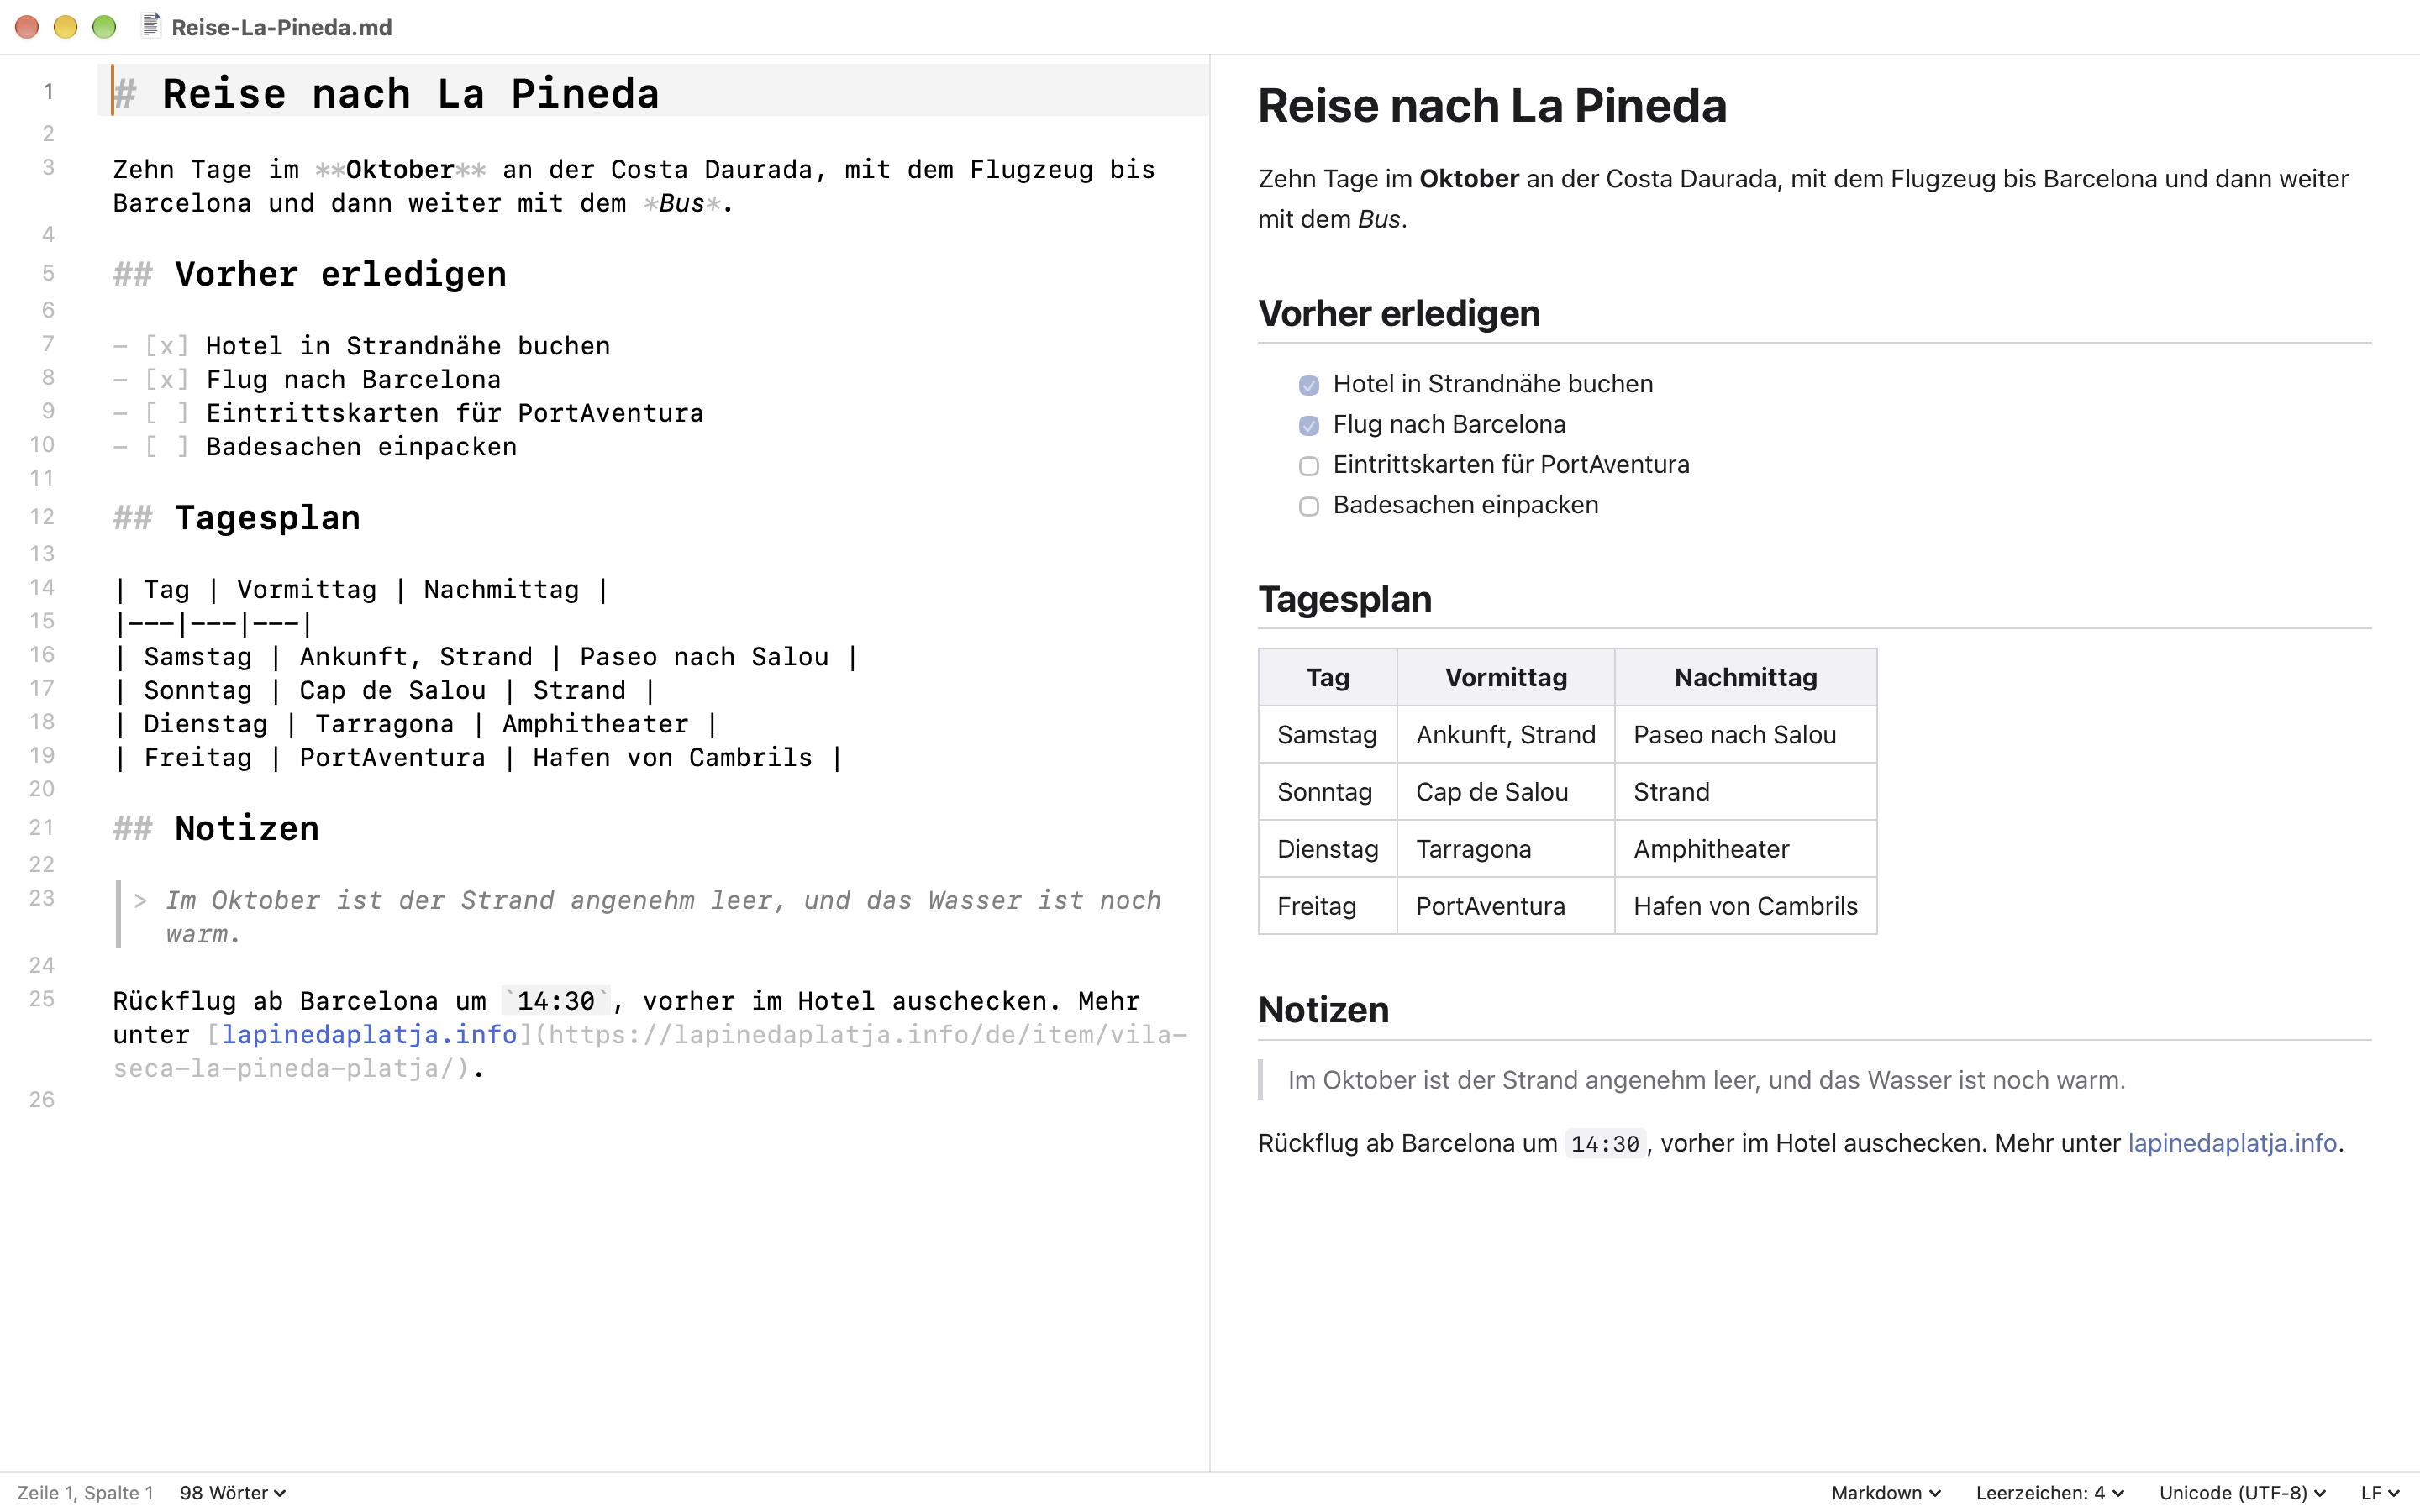 Reise-La-Pineda.md
1 # Reise nach La Pineda
2
3 Zehn Tage im **Oktober** an der Costa Daurada, mit dem Flugzeug bis
Barcelona und dann weiter mit dem *Bus*.
4
5 ## Vorher erledigen
6
7 - [x] Hotel in Strandnähe buchen
8 - [x] Flug nach Barcelona
9 - [ ] Eintrittskarten für PortAventura
10 - [ ] Badesachen einpacken
11
12 ## Tagesplan
13
14 | Tag | Vormittag | Nachmittag |
15 |---|---|---|
16 | Samstag | Ankunft, Strand | Paseo nach Salou |
17 | Sonntag | Cap de Salou | Strand |
18 | Dienstag | Tarragona | Amphitheater |
19 | Freitag | PortAventura | Hafen von Cambrils |
20
21 ## Notizen
22
23 > Im Oktober ist der Strand angenehm leer, und das Wasser ist noch
warm.
24
25 Rückflug ab Barcelona um `14:30`, vorher im Hotel auschecken. Mehr
unter [lapinedaplatja.info](https://lapinedaplatja.info/de/item/vila-
seca-la-pineda-platja/).
26
Reise nach La Pineda
Zehn Tage im Oktober an der Costa Daurada, mit dem Flugzeug bis Barcelona und dann weiter
mit dem Bus.
Vorher erledigen
Hotel in Strandnähe buchen
Flug nach Barcelona
Eintrittskarten für PortAventura
Badesachen einpacken
Tagesplan
Tag Vormittag Nachmittag
Samstag Ankunft, Strand Paseo nach Salou
Sonntag Cap de Salou Strand
Dienstag Tarragona Amphitheater
Freitag PortAventura Hafen von Cambrils
Notizen
Im Oktober ist der Strand angenehm leer, und das Wasser ist noch warm.
Rückflug ab Barcelona um 14:30, vorher im Hotel auschecken. Mehr unter lapinedaplatja.info.
Zeile 1, Spalte 1 98 Wörter Markdown Leerzeichen: 4 Unicode (UTF-8) LF